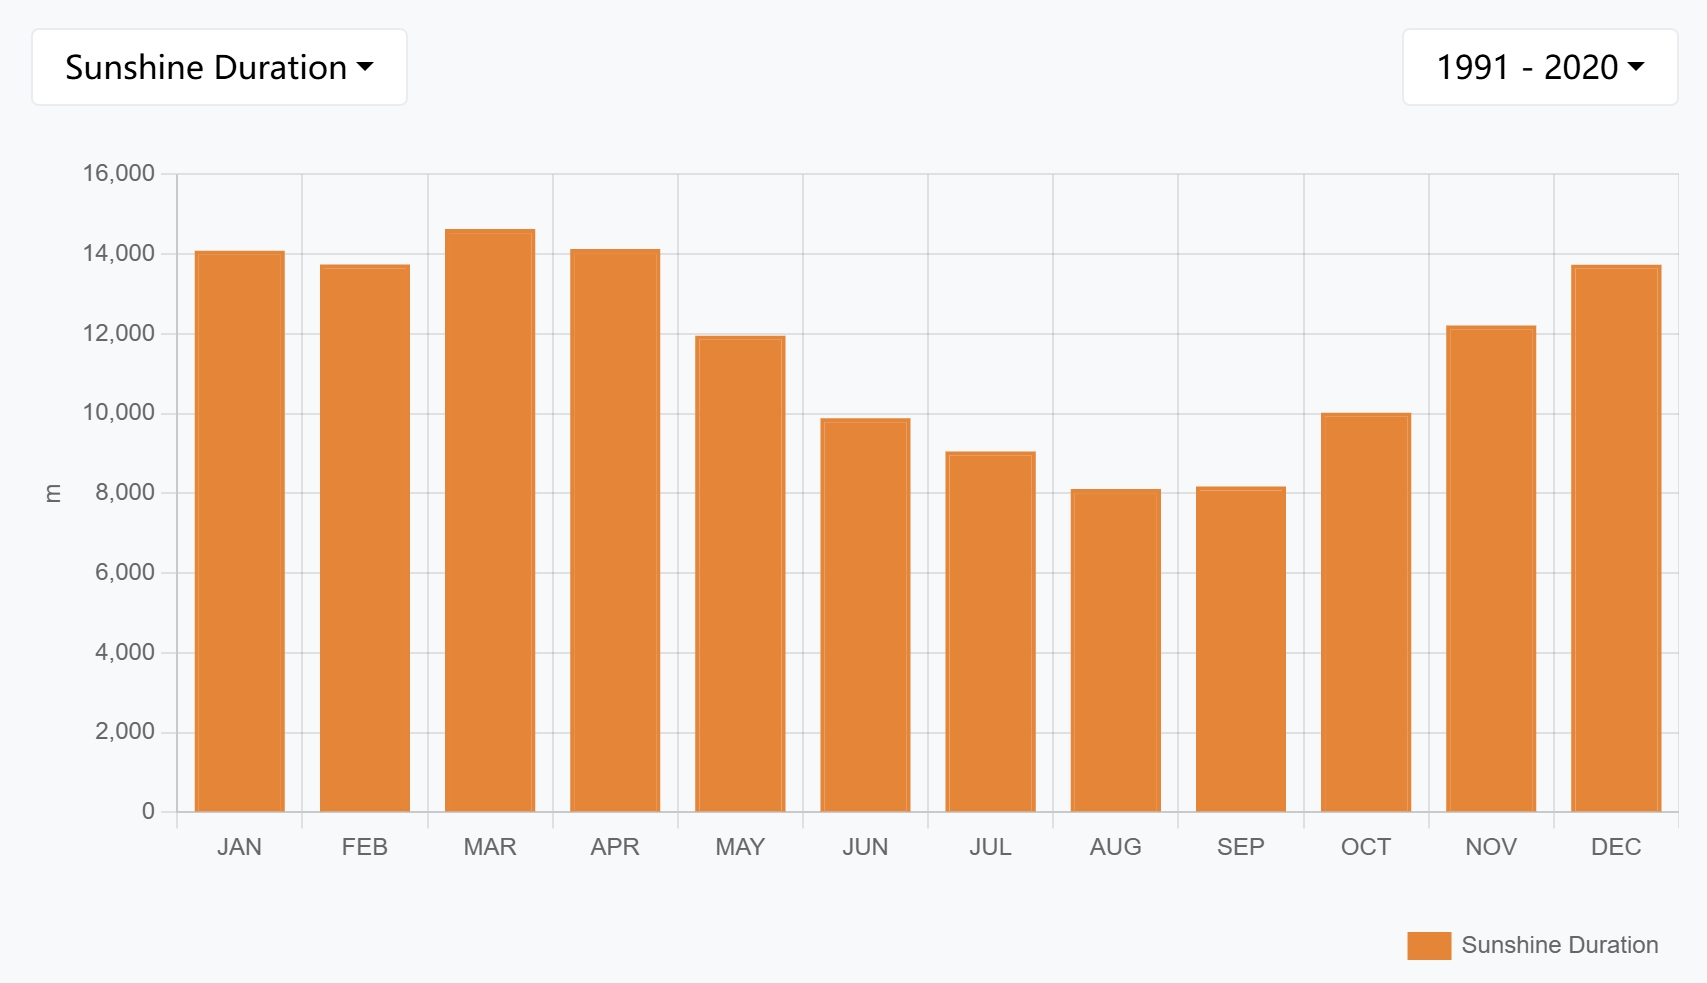 Sunshine Duration
1991 - 2020
16,000
14,000
12,000
10,000
8,000
6,000
4,000
2,000
0
m
JAN FEB MAR APR MAY JUN JUL AUG SEP OCT NOV DEC
Sunshine Duration